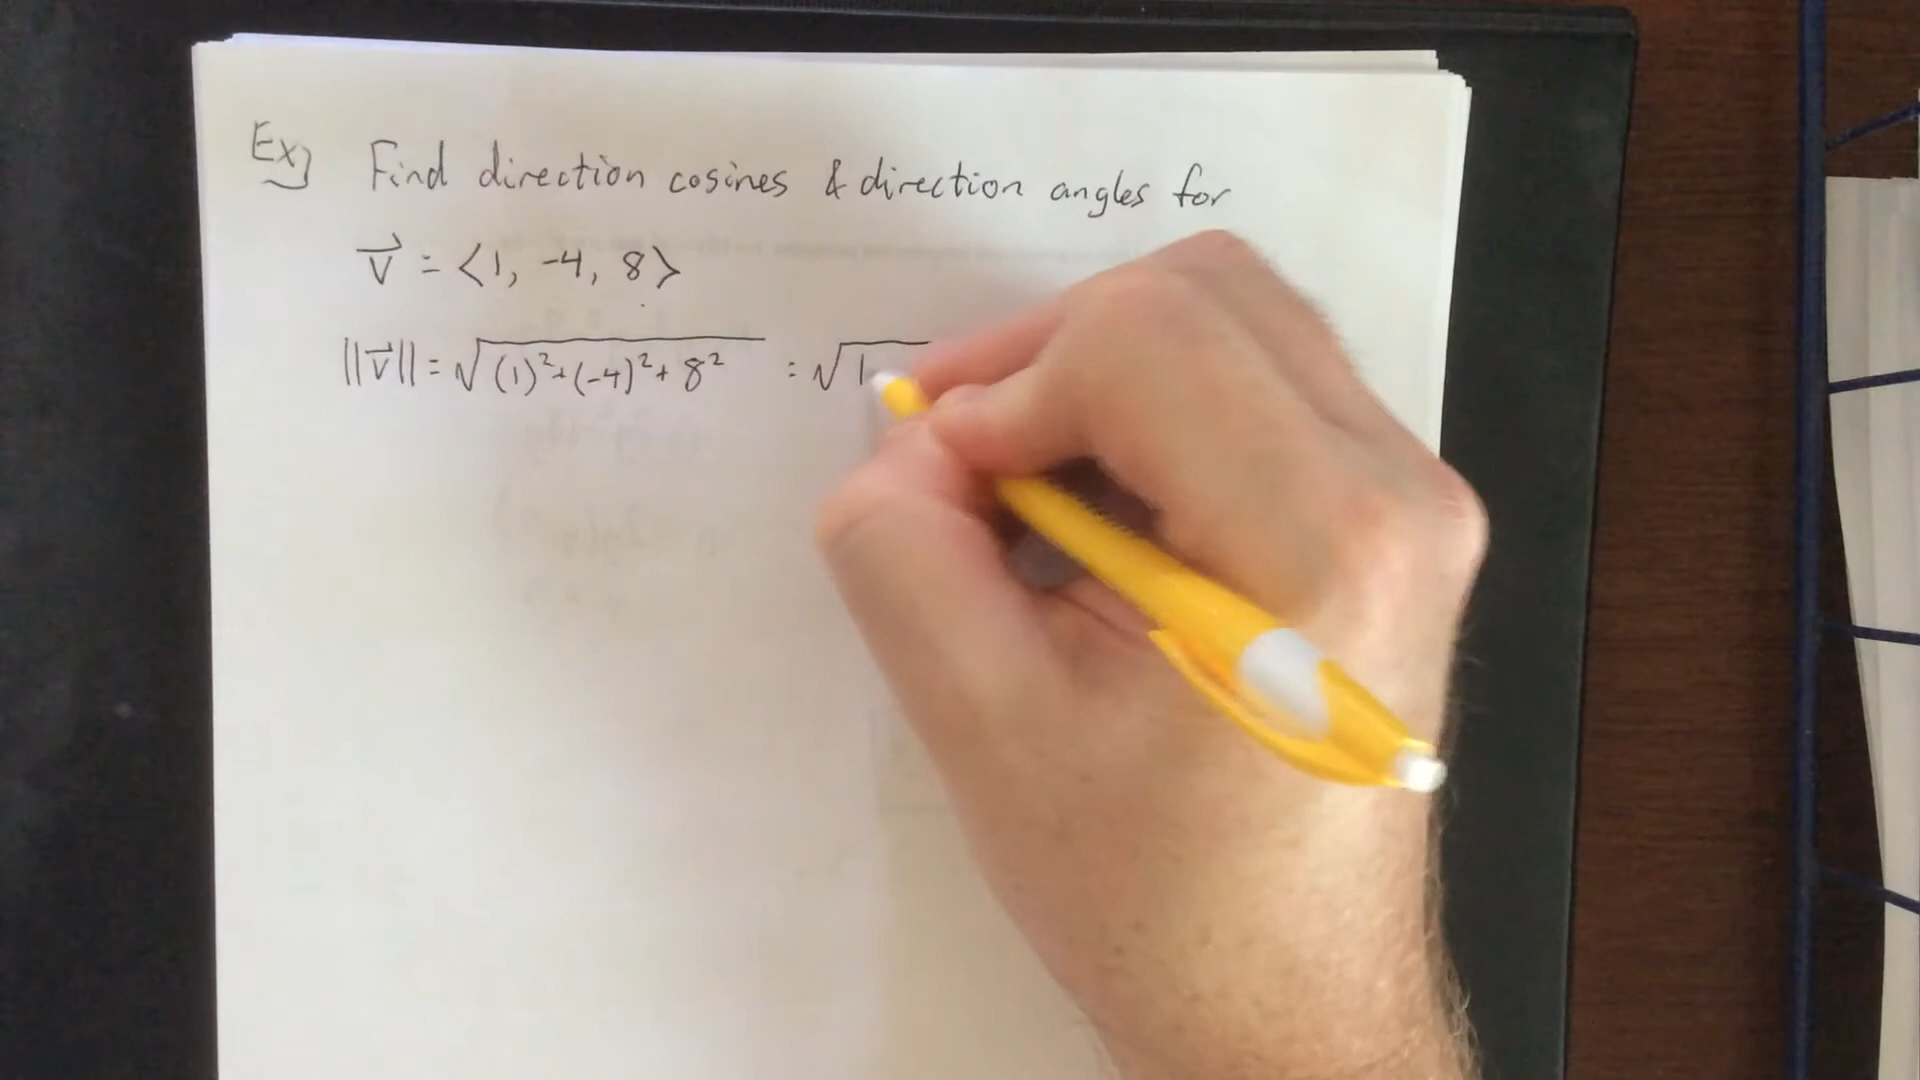 Ex) Find direction cosines & direction angles for
v⃗ = <1, -4, 8>
||v⃗|| = √(1)²+(-4)²+8² = √1